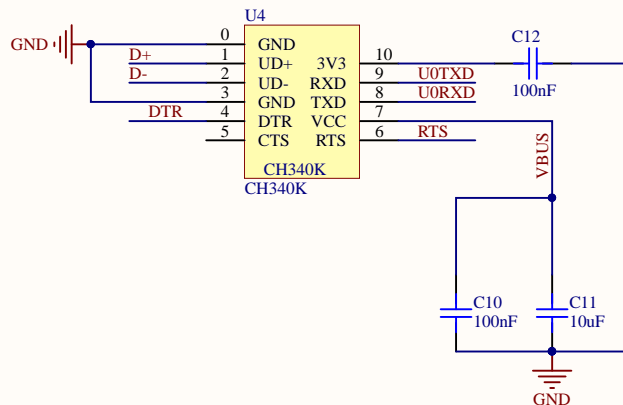 U4
GND
0
GND
D+
1
UD+
3V3
10
C12
100nF
D-
2
UD-
RXD
9
U0TXD
3
GND
TXD
8
U0RXD
DTR
4
DTR
VCC
7
5
CTS
RTS
6
RTS
CH340K
CH340K
VBUS
C10
100nF
C11
10uF
GND